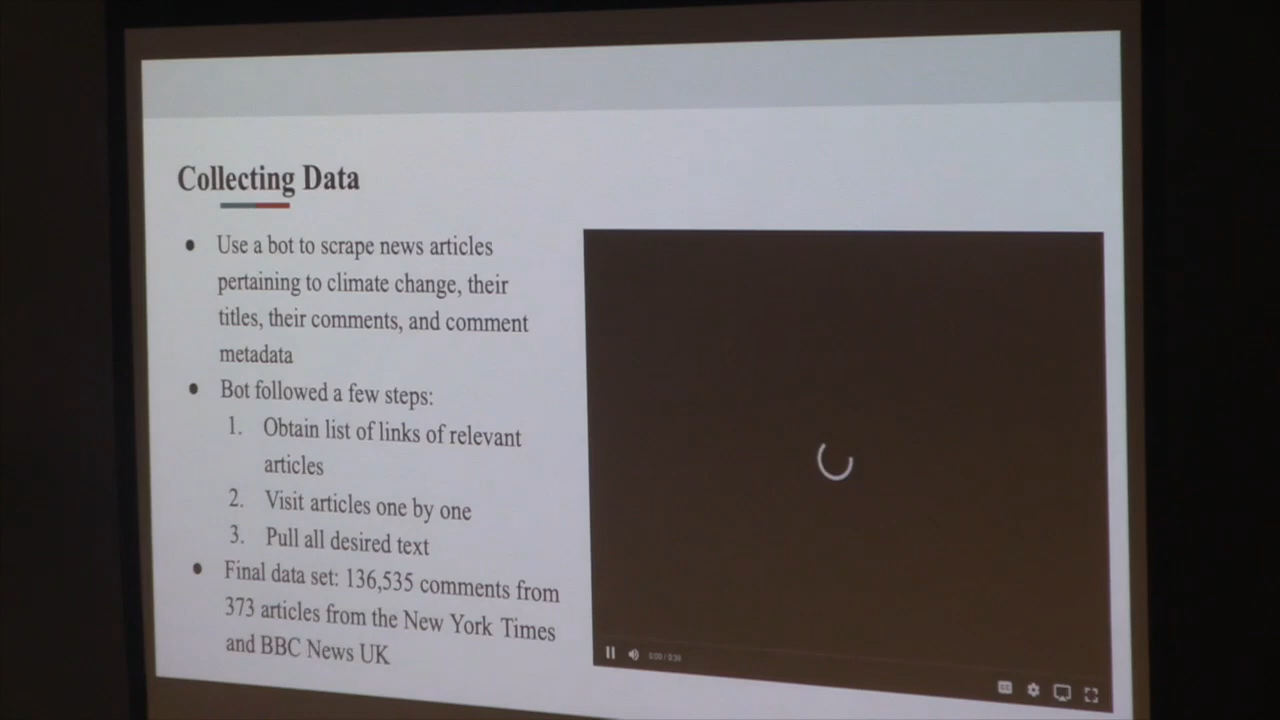 Collecting Data
● Use a bot to scrape news articles
pertaining to climate change, their
titles, their comments, and comment
metadata
● Bot followed a few steps:
1. Obtain list of links of relevant
articles
2. Visit articles one by one
3. Pull all desired text
● Final data set: 136,535 comments from
373 articles from the New York Times
and BBC News UK